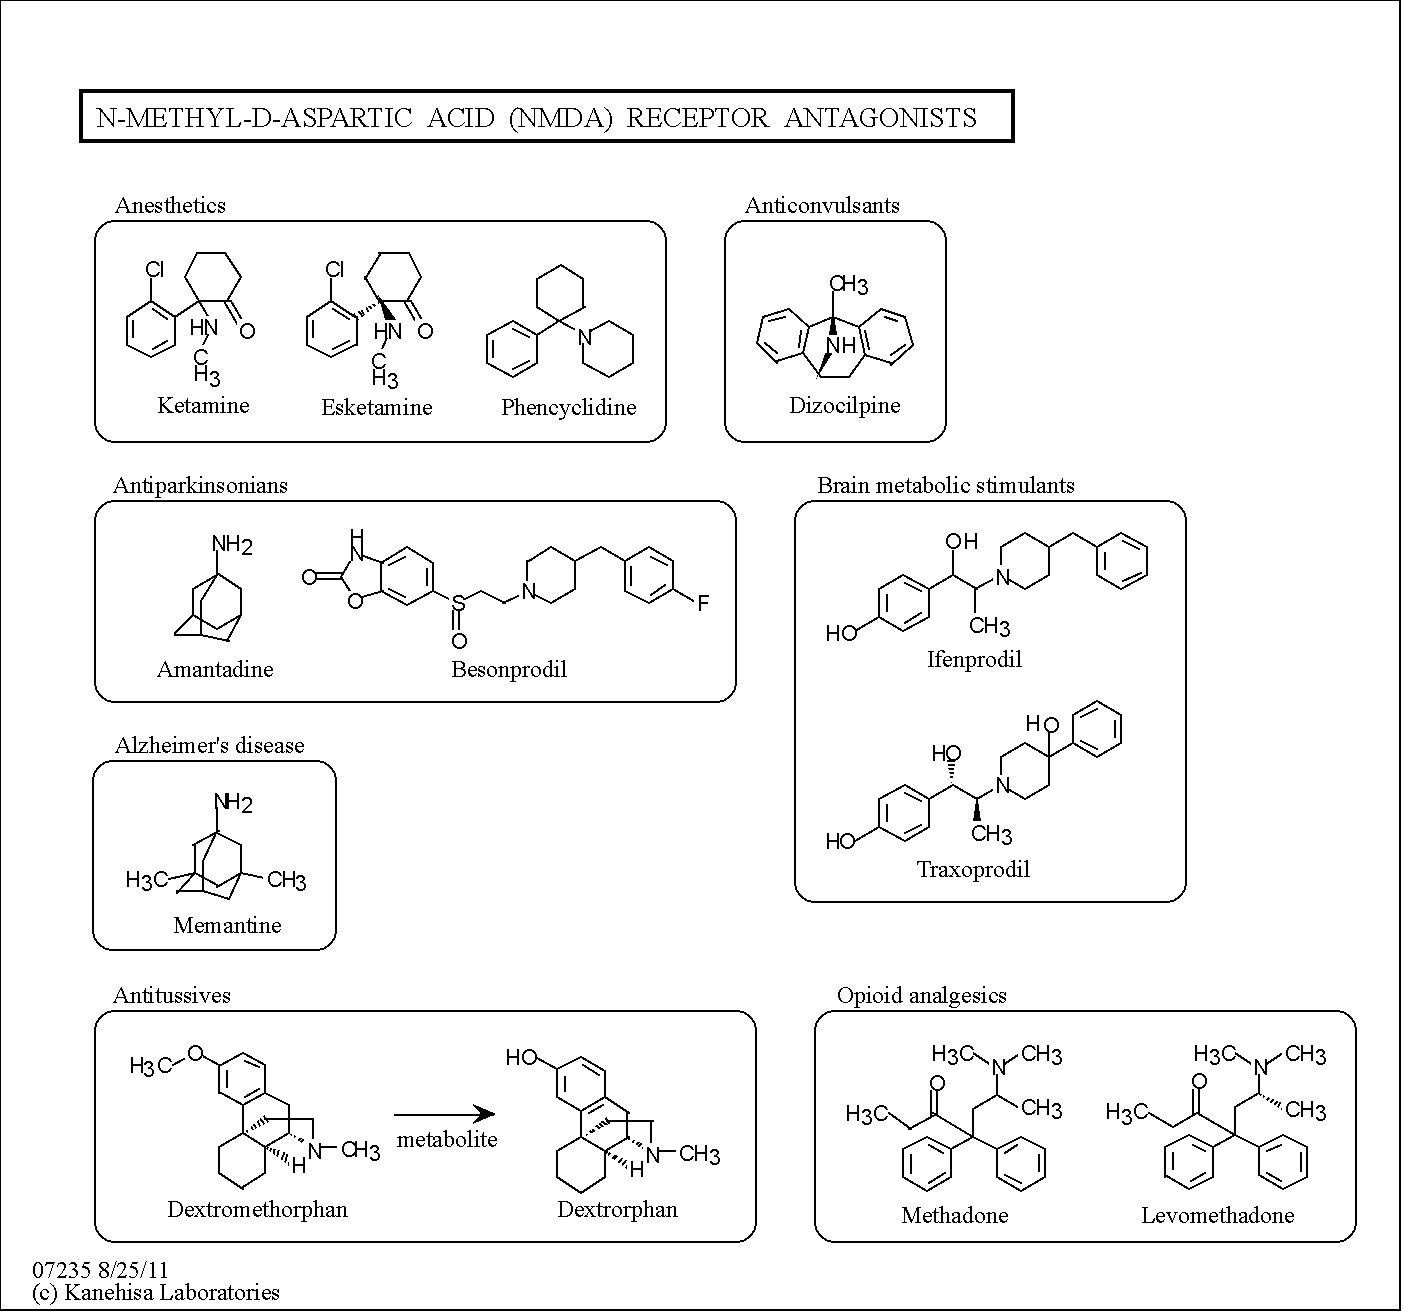 N-METHYL-D-ASPARTIC ACID (NMDA) RECEPTOR ANTAGONISTS
Anesthetics
Cl
HN
O
C
H3
Ketamine
Cl
HN
O
C
H3
Esketamine
N
Phencyclidine
Anticonvulsants
CH3
NH
Dizocilpine
Antiparkinsonians
NH2
Amantadine
H
N
O
O
S
O
N
F
Besonprodil
Brain metabolic stimulants
OH
N
HO
CH3
Ifenprodil
HO
HO
N
HO
CH3
Traxoprodil
Alzheimer's disease
NH2
H3C
CH3
Memantine
Antitussives
H3C
O
H
N
CH3
Dextromethorphan
metabolite
HO
H
N
CH3
Dextrorphan
Opioid analgesics
H3C
N
CH3
O
H3C
CH3
Methadone
H3C
N
CH3
O
H3C
CH3
Levomethadone
07235 8/25/11
(c) Kanehisa Laboratories